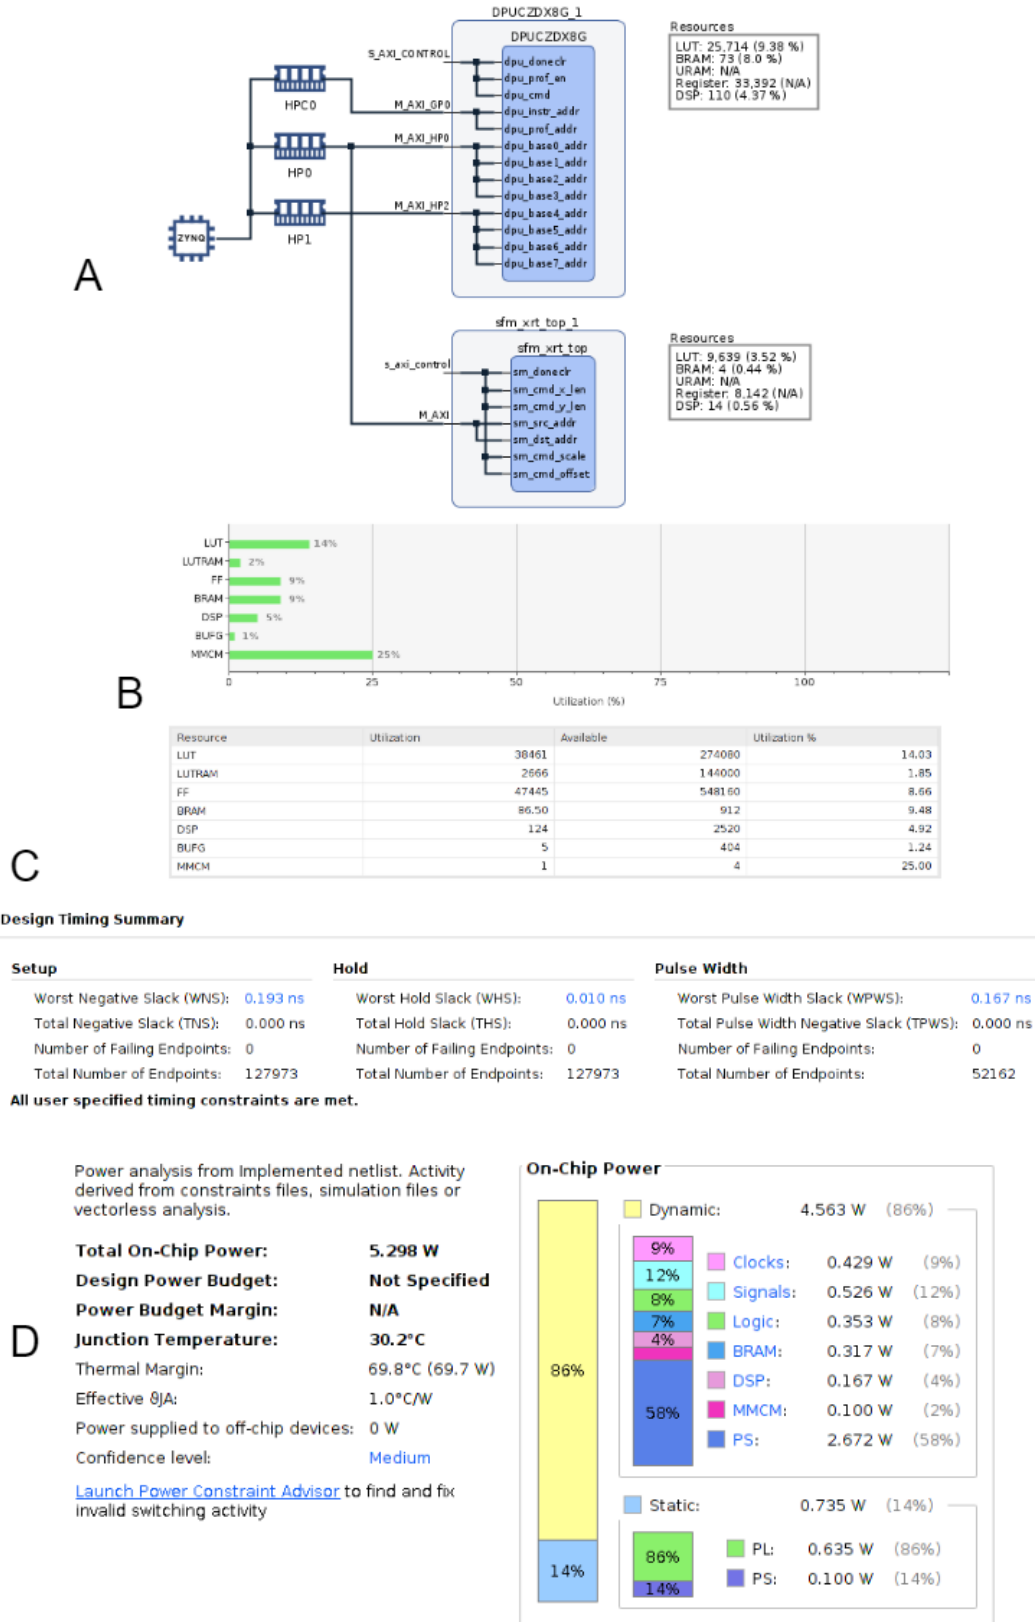 DPUCZDX8G_1
DPUCZDX8G
S_AXI_CONTROL
dpu_doneclr
dpu_prof_en
dpu_cmd
M_AXI_GP0
dpu_instr_addr
dpu_prof_addr
M_AXI_HP0
dpu_base0_addr
dpu_base1_addr
dpu_base2_addr
dpu_base3_addr
M_AXI_HP2
dpu_base4_addr
dpu_base5_addr
dpu_base6_addr
dpu_base7_addr
HPC0
HP0
HP1
ZYNQ
Resources
LUT: 25,714 (9.38 %)
BRAM: 73 (8.0 %)
URAM: N/A
Register: 33,392 (N/A)
DSP: 110 (4.37 %)
A
sfm_xrt_top_1
sfm_xrt_top
s_axi_control
sm_doneclr
sm_cmd_x_len
sm_cmd_y_len
M_AXI
sm_src_addr
sm_dst_addr
sm_cmd_scale
sm_cmd_offset
Resources
LUT: 9,639 (3.52 %)
BRAM: 4 (0.44 %)
URAM: N/A
Register: 8,142 (N/A)
DSP: 14 (0.56 %)
LUT 14%
LUTRAM 2%
FF 9%
BRAM 9%
DSP 5%
BUFG 1%
MMCM 25%
0 25 50 75 100
Utilization (%)
B
Resource Utilization Available Utilization %
LUT 38461 274080 14.03
LUTRAM 2666 144000 1.85
FF 47445 548160 8.66
BRAM 86.50 912 9.48
DSP 124 2520 4.92
BUFG 5 404 1.24
MMCM 1 4 25.00
C
Design Timing Summary
Setup Hold Pulse Width
Worst Negative Slack (WNS): 0.193 ns Worst Hold Slack (WHS): 0.010 ns Worst Pulse Width Slack (WPWS): 0.167 ns
Total Negative Slack (TNS): 0.000 ns Total Hold Slack (THS): 0.000 ns Total Pulse Width Negative Slack (TPWS): 0.000 ns
Number of Failing Endpoints: 0 Number of Failing Endpoints: 0 Number of Failing Endpoints: 0
Total Number of Endpoints: 127973 Total Number of Endpoints: 127973 Total Number of Endpoints: 52162
All user specified timing constraints are met.
Power analysis from Implemented netlist. Activity
derived from constraints files, simulation files or
vectorless analysis.
Total On-Chip Power: 5.298 W
Design Power Budget: Not Specified
Power Budget Margin: N/A
Junction Temperature: 30.2°C
Thermal Margin: 69.8°C (69.7 W)
Effective ϑJA: 1.0°C/W
Power supplied to off-chip devices: 0 W
Confidence level: Medium
Launch Power Constraint Advisor to find and fix
invalid switching activity
D
On-Chip Power
86%
14%
Dynamic: 4.563 W (86%)
9%
12%
8%
7%
4%
58%
Clocks: 0.429 W (9%)
Signals: 0.526 W (12%)
Logic: 0.353 W (8%)
BRAM: 0.317 W (7%)
DSP: 0.167 W (4%)
MMCM: 0.100 W (2%)
PS: 2.672 W (58%)
Static: 0.735 W (14%)
86%
14%
PL: 0.635 W (86%)
PS: 0.100 W (14%)